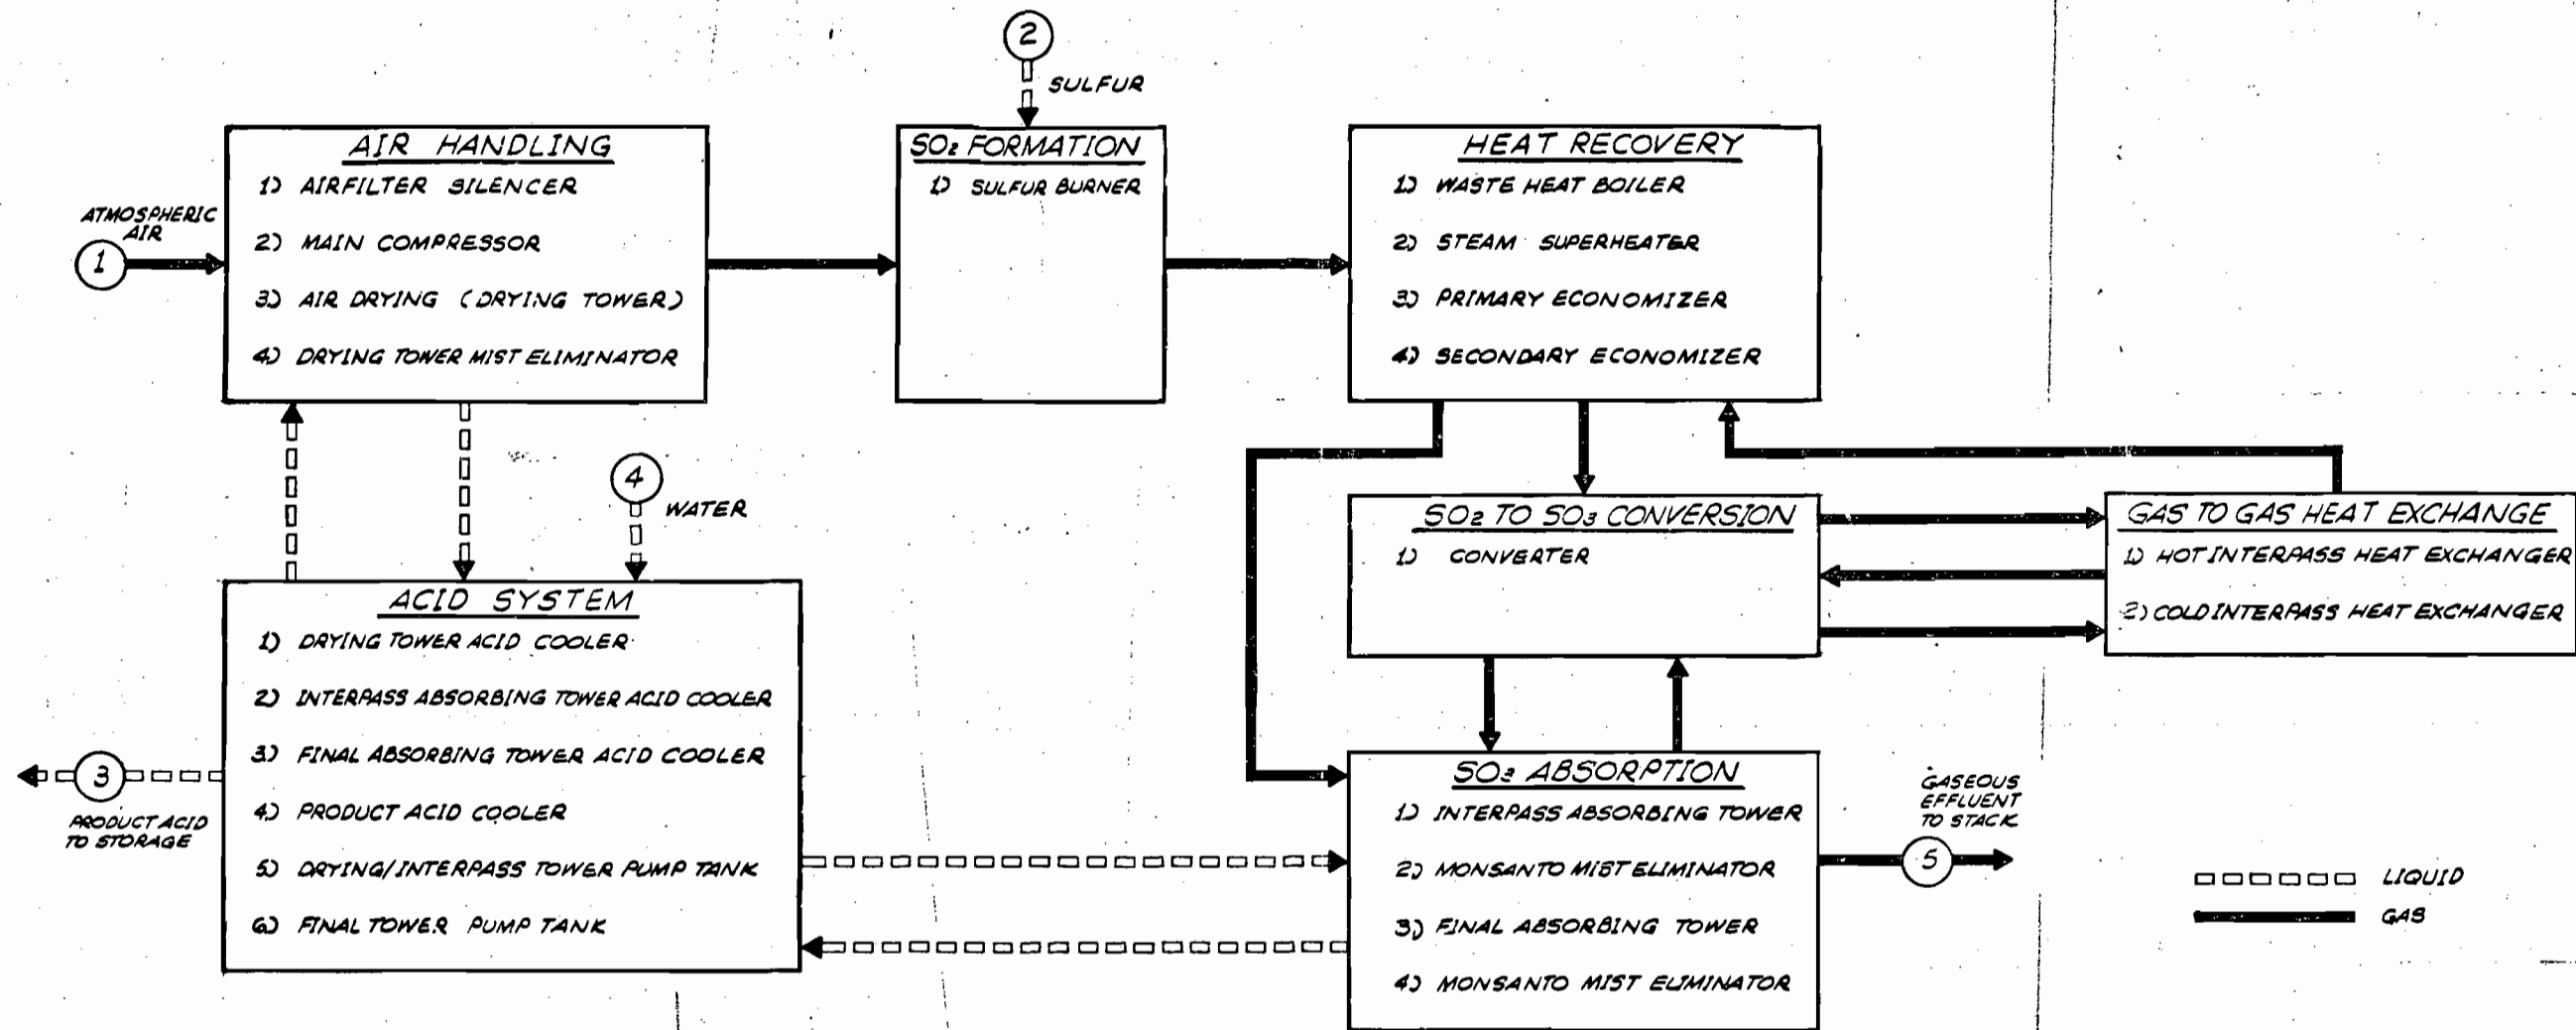 2
SULFUR
AIR HANDLING
1) AIRFILTER SILENCER
2) MAIN COMPRESSOR
3) AIR DRYING (DRYING TOWER)
4) DRYING TOWER MIST ELIMINATOR
ATMOSPHERIC
AIR
1
SO₂ FORMATION
1) SULFUR BURNER
HEAT RECOVERY
1) WASTE HEAT BOILER
2) STEAM SUPERHEATER
3) PRIMARY ECONOMIZER
4) SECONDARY ECONOMIZER
4
WATER
SO₂ TO SO₃ CONVERSION
1) CONVERTER
GAS TO GAS HEAT EXCHANGE
1) HOT INTERPASS HEAT EXCHANGER
2) COLD INTERPASS HEAT EXCHANGER
ACID SYSTEM
1) DRYING TOWER ACID COOLER
2) INTERPASS ABSORBING TOWER ACID COOLER
3) FINAL ABSORBING TOWER ACID COOLER
4) PRODUCT ACID COOLER
5) DRYING/INTERPASS TOWER PUMP TANK
6) FINAL TOWER PUMP TANK
3
PRODUCT ACID
TO STORAGE
SO₃ ABSORPTION
1) INTERPASS ABSORBING TOWER
2) MONSANTO MIST ELIMINATOR
3) FINAL ABSORBING TOWER
4) MONSANTO MIST ELIMINATOR
GASEOUS
EFFLUENT
TO STACK
5
LIQUID
GAS